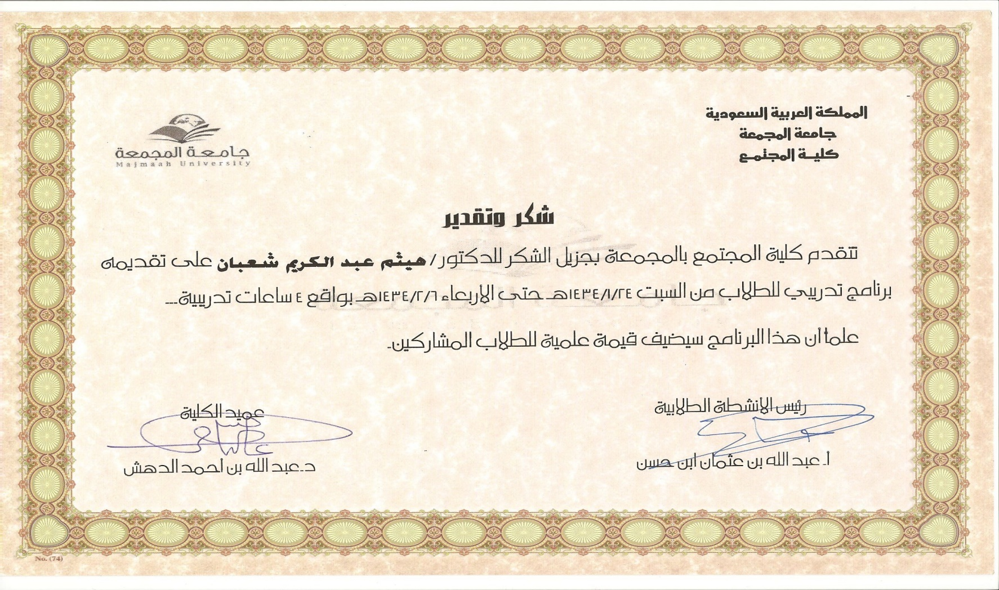 المملكة العربية السعودية
جامعة المجمعة
كلية المجتمع
جامعة المجمعة
Majmaah University
شكر وتقدير
تتقدم كلية المجتمع بالمجمعة بجزيل الشكر للدكتور/ هيثم عبد الكريم شعبان على تقديمه
برنامج تدريبي للطلاب من السبت ١٤٣٤/١/٢٤هـ حتى الأربعاء ١٤٣٤/٢/٦هـ بواقع ٤ ساعات تدريبية...
علما أن هذا البرنامج سيضيف قيمة علمية للطلاب المشاركين.
رئيس الأنشطة الطلابية
عميد الكلية
أ. عبد الله بن عثمان ابن حسن
د.عبد الله بن أحمد الدهش
No. (74)